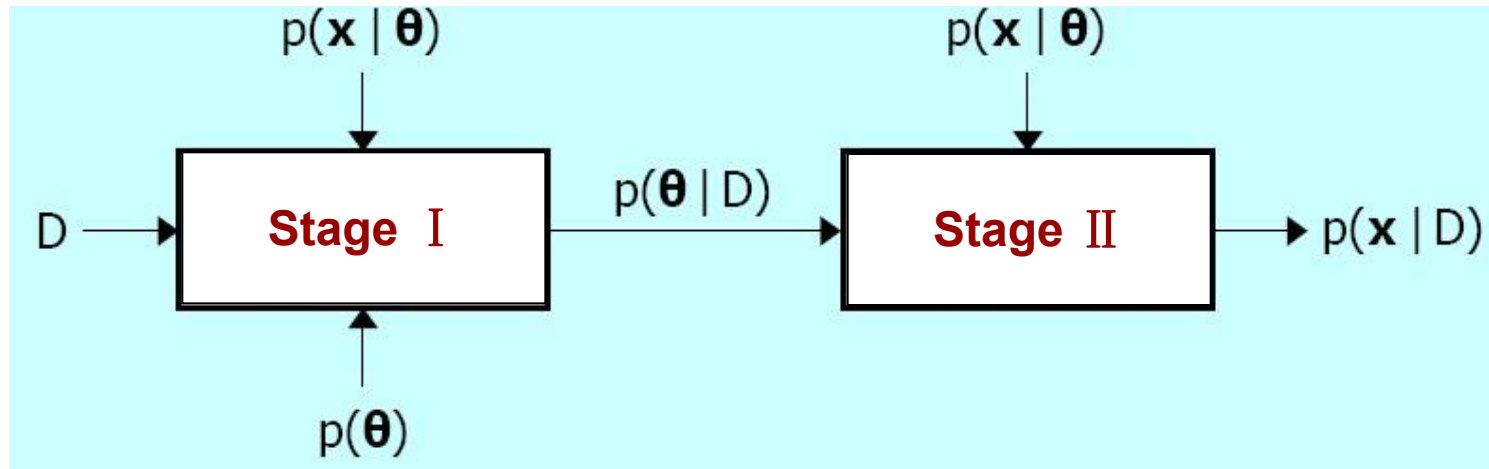 p(x | θ)
p(x | θ)
D
Stage Ⅰ
p(θ | D)
Stage Ⅱ
p(x | D)
p(θ)